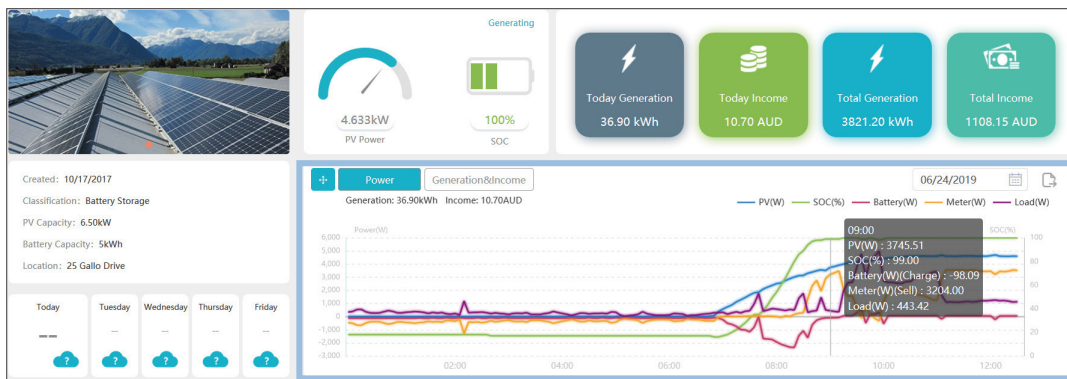 Generating
4.633kW
PV Power
100%
SOC
Today Generation
36.90 kWh
Today Income
10.70 AUD
Total Generation
3821.20 kWh
Total Income
1108.15 AUD
Created: 10/17/2017
Classification: Battery Storage
PV Capacity: 6.50kW
Battery Capacity: 5kWh
Location: 25 Gallo Drive
Today Tuesday Wednesday Thursday Friday
-- -- -- -- --
? ? ? ? ?
Power Generation&Income 06/24/2019
Generation: 36.90kWh Income: 10.70AUD
PV(W) SOC(%) Battery(W) Meter(W) Load(W)
Power(W) SOC(%)
6,000 100
5,000
4,000 80
3,000
2,000 60
1,000
0 40
-1,000
-2,000 20
-3,000 0
09:00
PV(W) : 3745.51
SOC(%) : 99.00
Battery(W)(Charge) : -98.09
Meter(W)(Sell) : 3204.00
Load(W) : 443.42
02:00 04:00 06:00 08:00 10:00 12:00